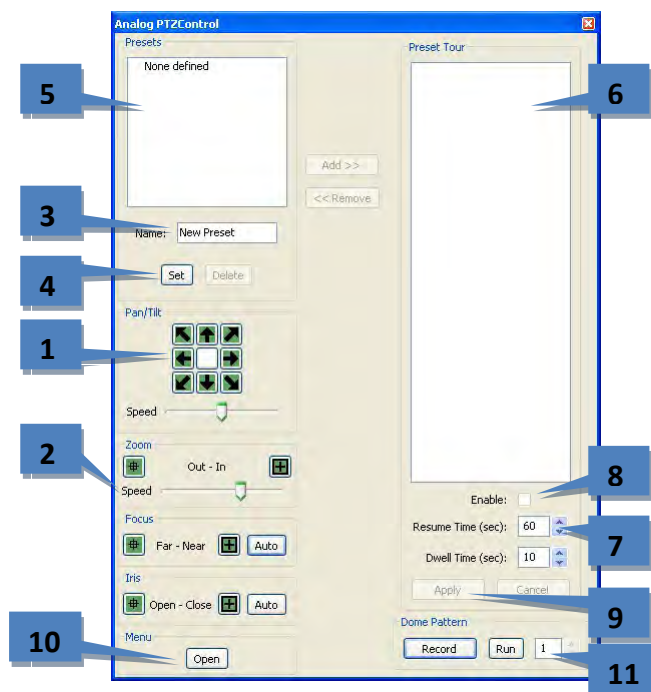 Analog PTZControl
Presets
None defined
5
Name: New Preset
3
Set Delete
4
Pan/Tilt
1
Speed
Zoom
2
Out - In
Speed
Focus
Far - Near Auto
Iris
Open - Close Auto
Menu
10
Open
Add >>
<< Remove
Preset Tour
6
Enable:
8
Resume Time (sec): 60
7
Dwell Time (sec): 10
Apply Cancel
9
Dome Pattern
Record Run 1
11